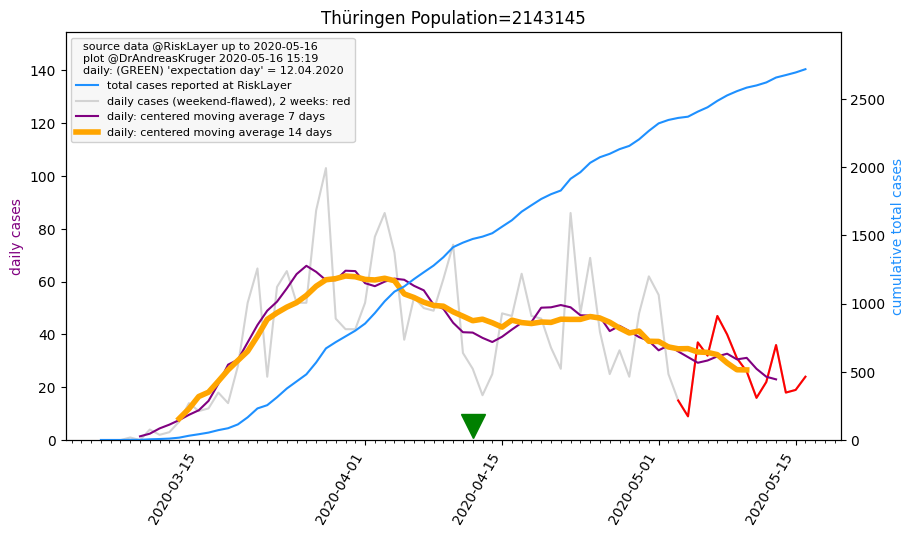 Thüringen Population=2143145
source data @RiskLayer up to 2020-05-16
plot @DrAndreasKruger 2020-05-16 15:19
daily: (GREEN) 'expectation day' = 12.04.2020
total cases reported at RiskLayer
daily cases (weekend-flawed), 2 weeks: red
daily: centered moving average 7 days
daily: centered moving average 14 days
daily cases
140
120
100
80
60
40
20
0
cumulative total cases
2500
2000
1500
1000
500
0
2020-03-15
2020-04-01
2020-04-15
2020-05-01
2020-05-15